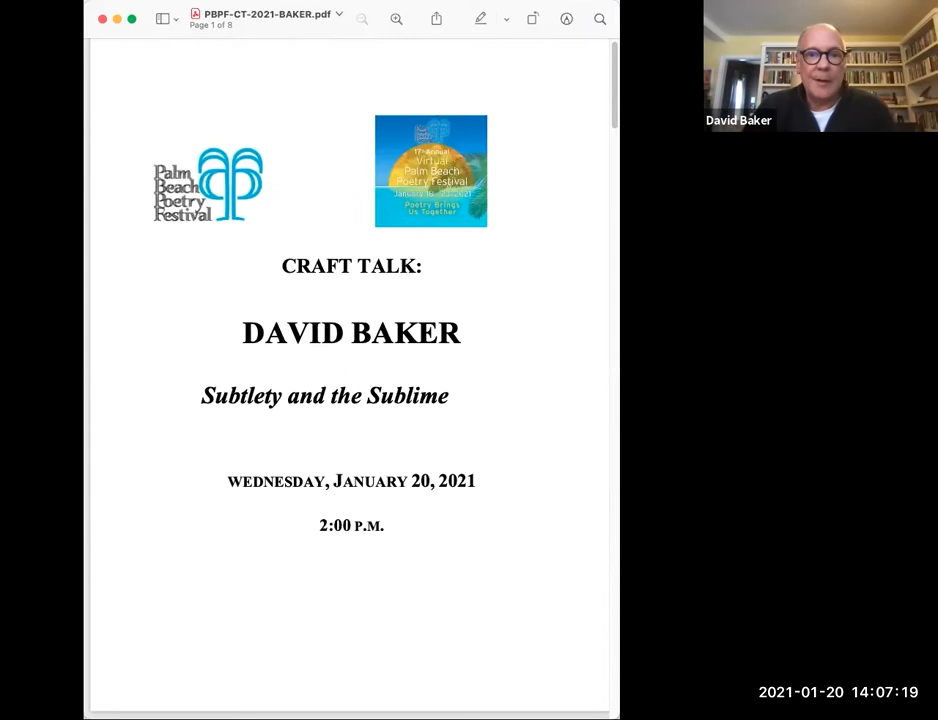 PBPF-CT-2021-BAKER.pdf
Page 1 of 8
David Baker
Palm
Beach
Poetry
Festival
17th Annual
Virtual
Palm Beach
Poetry Festival
Poetry Brings
Us Together
CRAFT TALK:
DAVID BAKER
Subtlety and the Sublime
WEDNESDAY, JANUARY 20, 2021
2:00 P.M.
2021-01-20 14:07:19